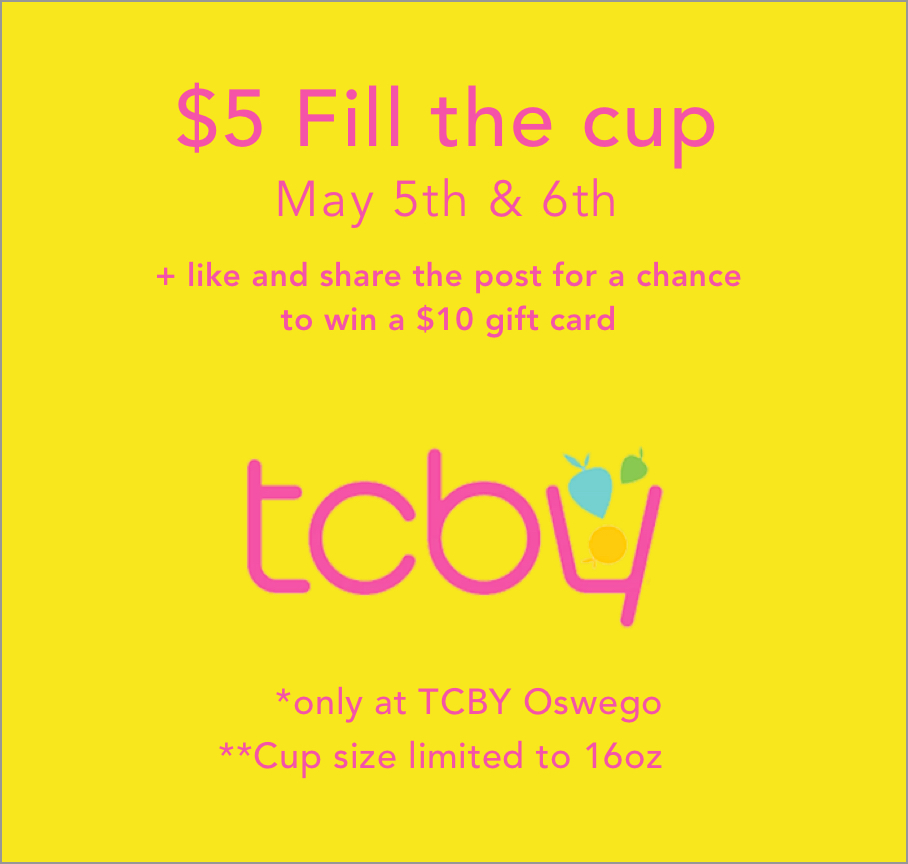 $5 Fill the cup
May 5th & 6th
+ like and share the post for a chance
to win a $10 gift card
tcby
*only at TCBY Oswego
**Cup size limited to 16oz